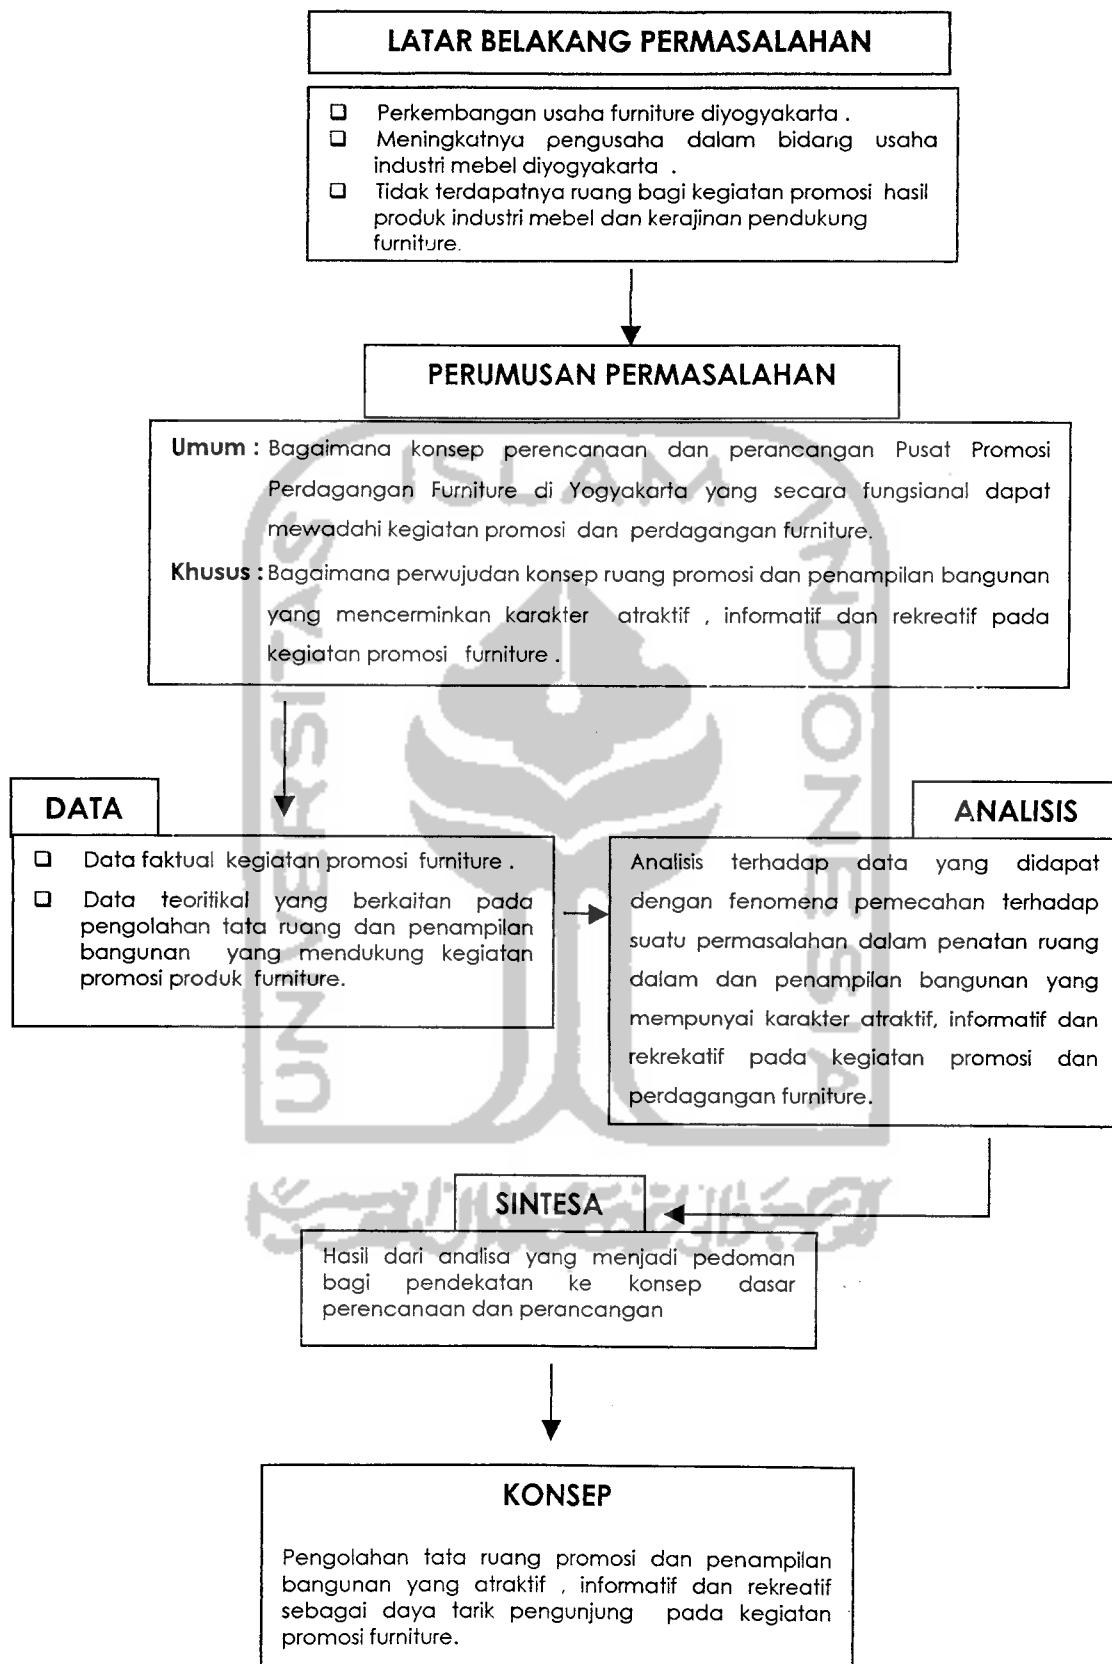 LATAR BELAKANG PERMASALAHAN
❑ Perkembangan usaha furniture diyogyakarta .
❑ Meningkatnya pengusaha dalam bidang usaha
industri mebel diyogyakarta .
❑ Tidak terdapatnya ruang bagi kegiatan promosi hasil
produk industri mebel dan kerajinan pendukung
furniture.
PERUMUSAN PERMASALAHAN
Umum : Bagaimana konsep perencanaan dan perancangan Pusat Promosi
Perdagangan Furniture di Yogyakarta yang secara fungsianal dapat
mewadahi kegiatan promosi dan perdagangan furniture.
Khusus : Bagaimana perwujudan konsep ruang promosi dan penampilan bangunan
yang mencerminkan karakter atraktif , informatif dan rekreatif pada
kegiatan promosi furniture .
DATA
❑ Data faktual kegiatan promosi furniture .
❑ Data teoritikal yang berkaitan pada
pengolahan tata ruang dan penampilan
bangunan yang mendukung kegiatan
promosi produk furniture.
ANALISIS
Analisis terhadap data yang didapat
dengan fenomena pemecahan terhadap
suatu permasalahan dalam penatan ruang
dalam dan penampilan bangunan yang
mempunyai karakter atraktif, informatif dan
rekrekatif pada kegiatan promosi dan
perdagangan furniture.
SINTESA
Hasil dari analisa yang menjadi pedoman
bagi pendekatan ke konsep dasar
perencanaan dan perancangan
KONSEP
Pengolahan tata ruang promosi dan penampilan
bangunan yang atraktif , informatif dan rekreatif
sebagai daya tarik pengunjung pada kegiatan
promosi furniture.
UNIVERSITAS
ISLAM
INDONESIA